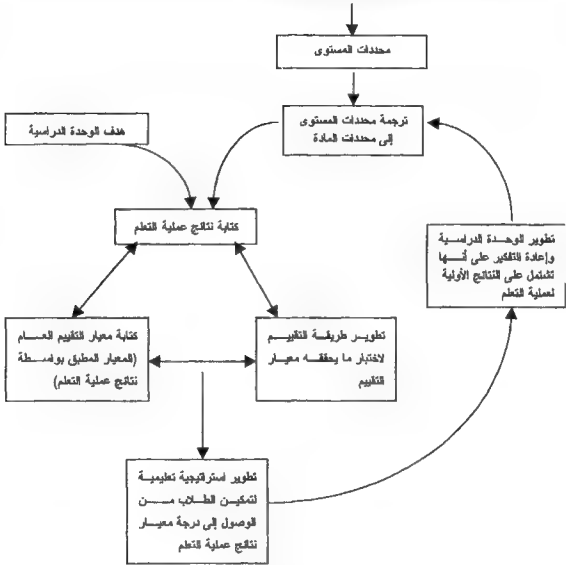 محددات المستوى
ترجمة محددات المستوى
إلى محددات المادة
هدف الوحدة الدراسية
كتابة نتائج عملية التعلم
تطوير الوحدة الدراسية
وإعادة التفكير على أنها
تشتمل على النتائج الأولية
لعملية التعلم
تطوير طريقة التقييم
لاختبار ما يحققه معيار
التقييم
كتابة معيار التقييم العام
(المعيار المطبق بواسطة
نتائج عملية التعلم)
تطوير استراتيجية تعليمية
لتمكين الطلاب من
الوصول إلى درجة معيار
نتائج عملية التعلم